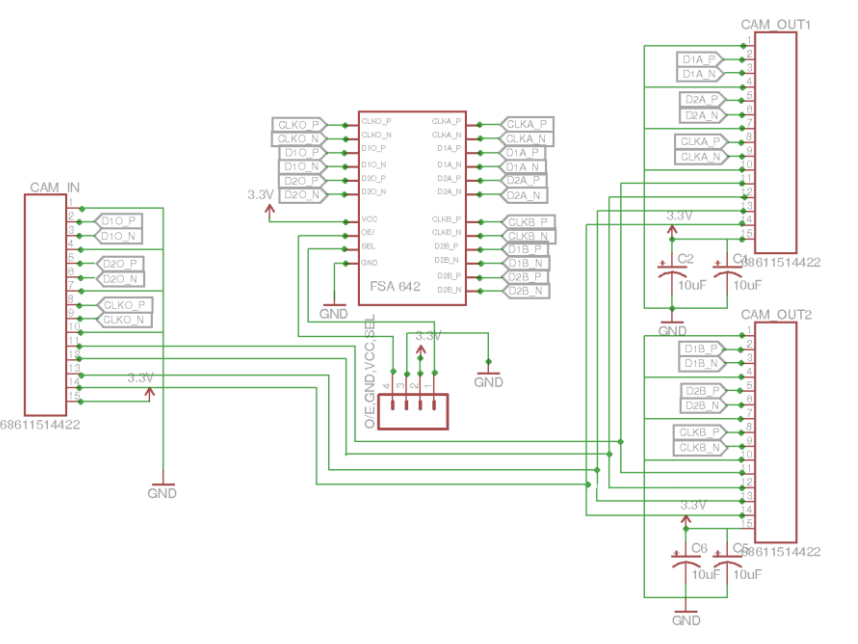 CAM_OUT1
1
2
3
4
5
6
7
8
9
10
11
12
13
14
15
D1A_P
D1A_N
D2A_P
D2A_N
CLKA_P
CLKA_N
3.3V
C2
10uF
10uF
68611514422
GND
CLKO_P
CLKO_N
D1O_P
D1O_N
D2O_P
D2O_N
3.3V
CLKO_P
CLKO_N
D1O_P
D1O_N
D2O_P
D2O_N
VCC
OE/
SEL
GND
CLKA_P
CLKA_N
D1A_P
D1A_N
D2A_P
D2A_N
CLKB_P
CLKB_N
D2B_P
D2B_N
D2B_P
D2B_N
FSA 642
CLKA_P
CLKA_N
D1A_P
D1A_N
D2A_P
D2A_N
CLKB_P
CLKB_N
D1B_P
D1B_N
D2B_P
D2B_N
GND
CAM_IN
1
2
3
4
5
6
7
8
9
10
11
12
13
14
15
D1O_P
D1O_N
D2O_P
D2O_N
CLKO_P
CLKO_N
3.3V
68611514422
GND
O/E,GND,VCC,SEL
3.3V
4
3
2
1
GND
CAM_OUT2
1
2
3
4
5
6
7
8
9
10
11
12
13
14
15
D1B_P
D1B_N
D2B_P
D2B_N
CLKB_P
CLKB_N
3.3V
C6
C5
10uF
10uF
68611514422
GND